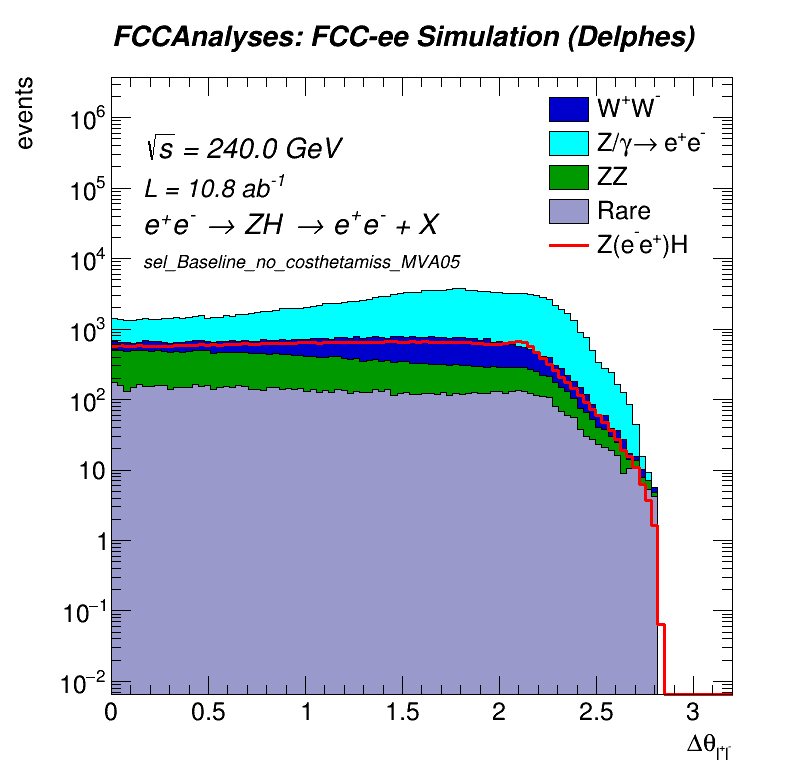 FCCAnalyses: FCC-ee Simulation (Delphes)
events
√s = 240.0 GeV
L = 10.8 ab⁻¹
e⁺e⁻ → ZH → e⁺e⁻ + X
sel_Baseline_no_costhetamiss_MVA05
W⁺W⁻
Z/γ→ e⁺e⁻
ZZ
Rare
Z(e⁻e⁺)H
10⁶
10⁵
10⁴
10³
10²
10
1
10⁻¹
10⁻²
0 0.5 1 1.5 2 2.5 3
Δθ_l⁺l⁻